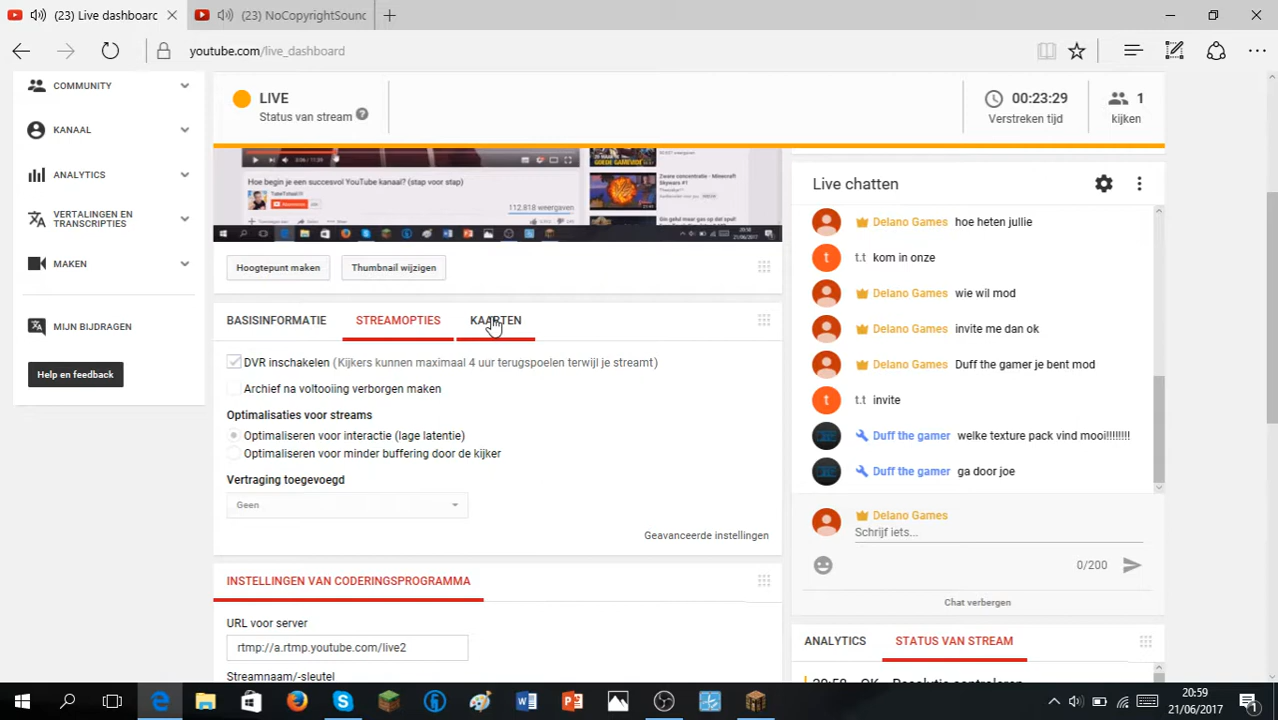 (23) Live dashboarc
(23) NoCopyrightSound
youtube.com/live_dashboard
COMMUNITY
KANAAL
ANALYTICS
VERTALINGEN EN
TRANSCRIPTIES
MAKEN
MIJN BIJDRAGEN
Help en feedback
LIVE
Status van stream
00:23:29
Verstreken tijd
1
kijken
Hoe begin je een succesvol YouTube kanaal? (stap voor stap)
112.828 weergaven
Zware concentratie - Minecraft
Skywars #1
Hoogtepunt maken
Thumbnail wijzigen
BASISINFORMATIE
STREAMOPTIES
KAARTEN
DVR inschakelen (Kijkers kunnen maximaal 4 uur terugspoelen terwijl je streamt)
Archief na voltooiing verborgen maken
Optimalisaties voor streams
Optimaliseren voor interactie (lage latentie)
Optimaliseren voor minder buffering door de kijker
Vertraging toegevoegd
Geen
Geavanceerde instellingen
INSTELLINGEN VAN CODERINGSPROGRAMMA
URL voor server
rtmp://a.rtmp.youtube.com/live2
Streamnaam/-sleutel
Live chatten
Delano Games hoe heten jullie
t.t kom in onze
Delano Games wie wil mod
Delano Games invite me dan ok
Delano Games Duff the gamer je bent mod
t.t invite
Duff the gamer welke texture pack vind mooi!!!!!!!!
Duff the gamer ga door joe
Delano Games
Schrijf iets...
0/200
Chat verbergen
ANALYTICS
STATUS VAN STREAM
20:59
21/06/2017